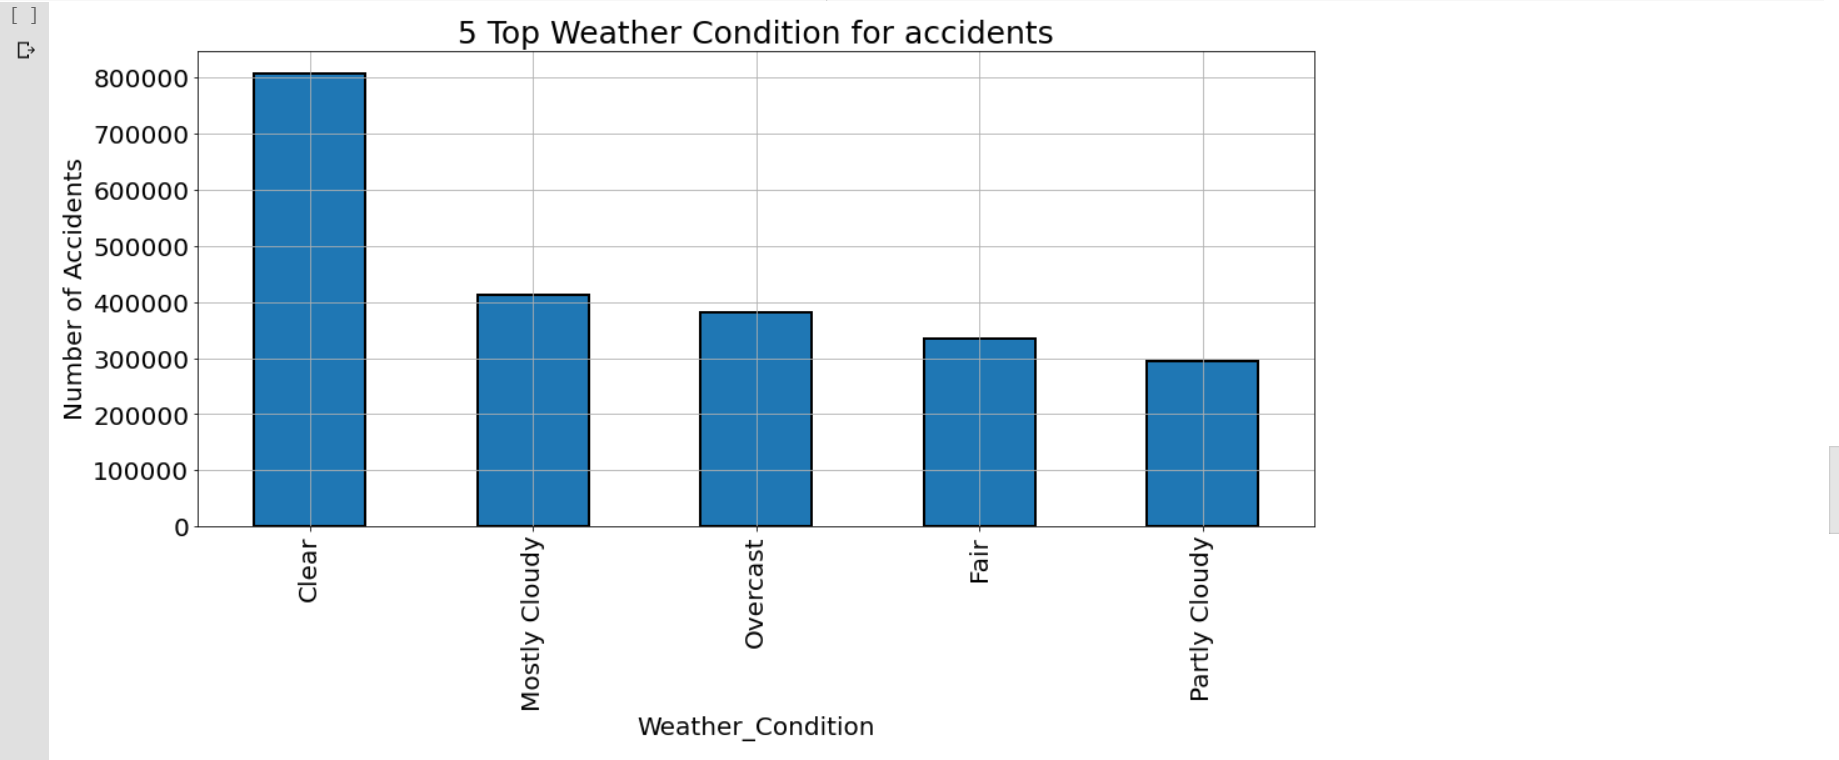 [ ]
5 Top Weather Condition for accidents
Number of Accidents
800000
700000
600000
500000
400000
300000
200000
100000
0
Clear
Mostly Cloudy
Overcast
Fair
Partly Cloudy
Weather_Condition